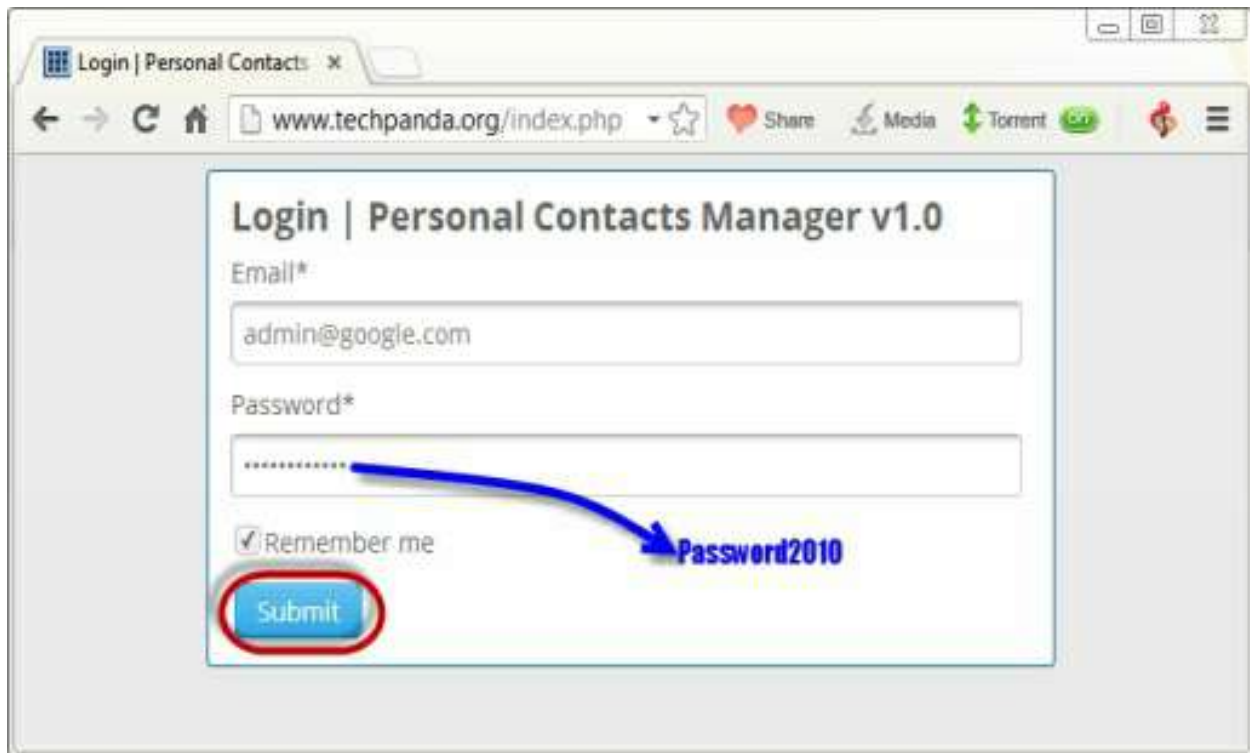 Login | Personal Contacts
www.techpanda.org/index.php
Share
Media
Torrent
Login | Personal Contacts Manager v1.0
Email*
admin@google.com
Password*
••••••••••••
Remember me
Password2010
Submit